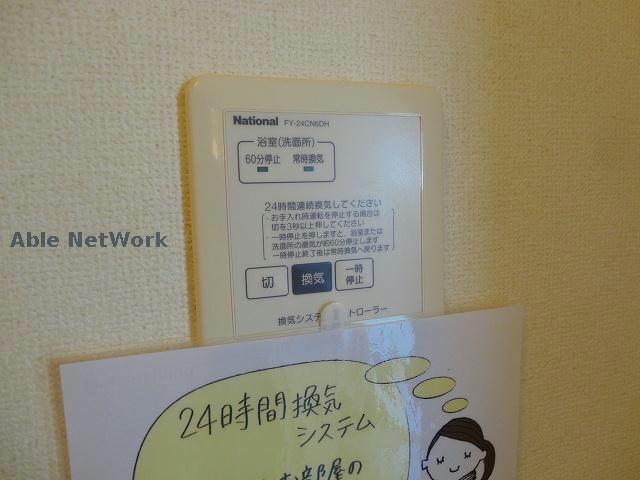 National FY-24CN6DH
浴室(洗面所)
60分停止 常時換気
24時間連続換気してください
・お手入れ時運転を停止する場合は
切を3秒以上押してください
・一時停止を押しますと、浴室または
洗面所の換気が約60分停止します
一時停止終了後は常時換気へ戻ります
切 換気 一時
停止
換気システ トローラー
Able NetWork
24時間換気
システム
お部屋の